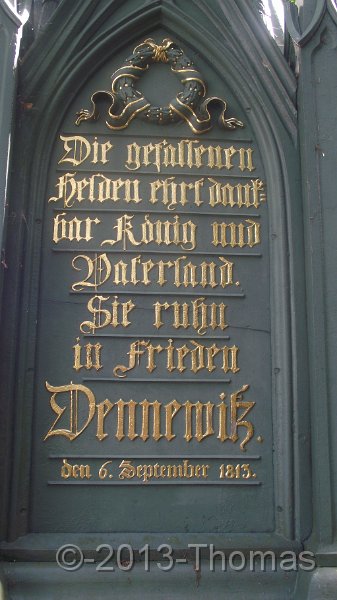 Die gefallenen
Helden ehrt dank-
bar König und
Vaterland.
Sie ruhn
in Frieden
Dennewitz.
den 6. September 1813.
©-2013-Thomas